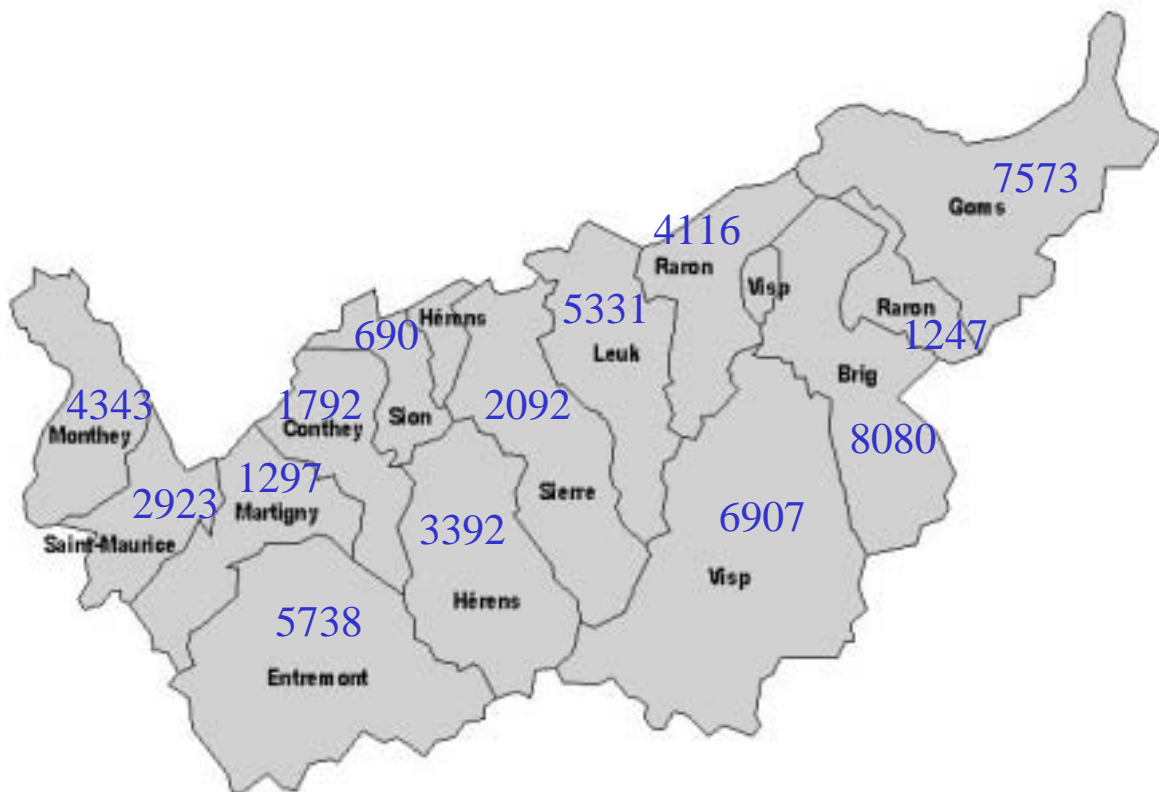 7573
Goms
4116
Raron
Visp
5331
Leuk
Raron
1247
Hérens
690
Brig
8080
4343
Monthey
1792
Conthey
Sion
2092
Sierre
2923
Saint-Maurice
1297
Martigny
3392
Hérens
6907
Visp
5738
Entremont